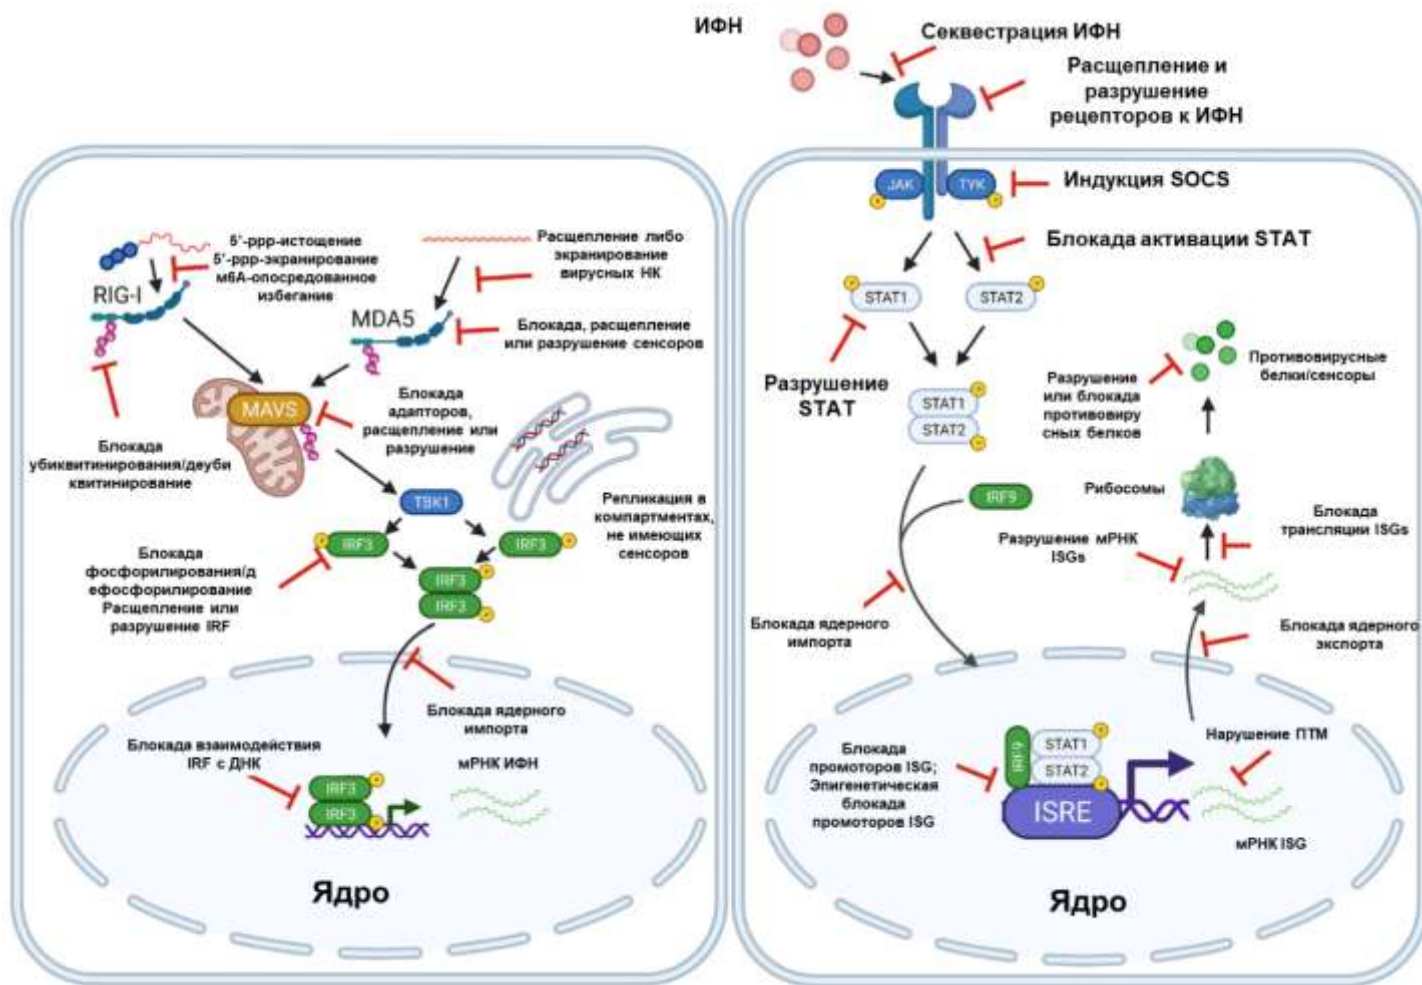 ИФН
Секвестрация ИФН
Расщепление и
разрушение
рецепторов к ИФН
JAK
TYK
Индукция SOCS
Блокада активации STAT
STAT1
STAT2
Разрушение
STAT
STAT1
STAT2
IRF9
Блокада ядерного
импорта
Разрушение
или блокада
противовиру
сных белков
Противовирусные
белки/сенсоры
Рибосомы
Блокада
трансляции ISGs
Разрушение мРНК
ISGs
Блокада ядерного
экспорта
Блокада
промоторов ISG;
Эпигенетическая
блокада
промоторов ISG
IRF9
STAT1
STAT2
ISRE
Нарушение ПТМ
мРНК ISG
Ядро
5'-ppp-истощение
5'-ppp-экранирование
м6А-опосредованное
избегание
RIG-I
Расщепление либо
экранирование
вирусных НК
MDA5
Блокада, расщепление
или разрушение сенсоров
MAVS
Блокада
адапторов,
расщепление или
разрушение
Блокада
убиквитинирования/деуби
квитинирование
TBK1
Репликация в
компартментах,
не имеющих
сенсоров
IRF3
IRF3
Блокада
фосфорилирования/д
ефосфорилирование
Расщепление или
разрушение IRF
IRF3
IRF3
Блокада ядерного
импорта
Блокада взаимодействия
IRF с ДНК
мРНК ИФН
IRF3
IRF3
Ядро